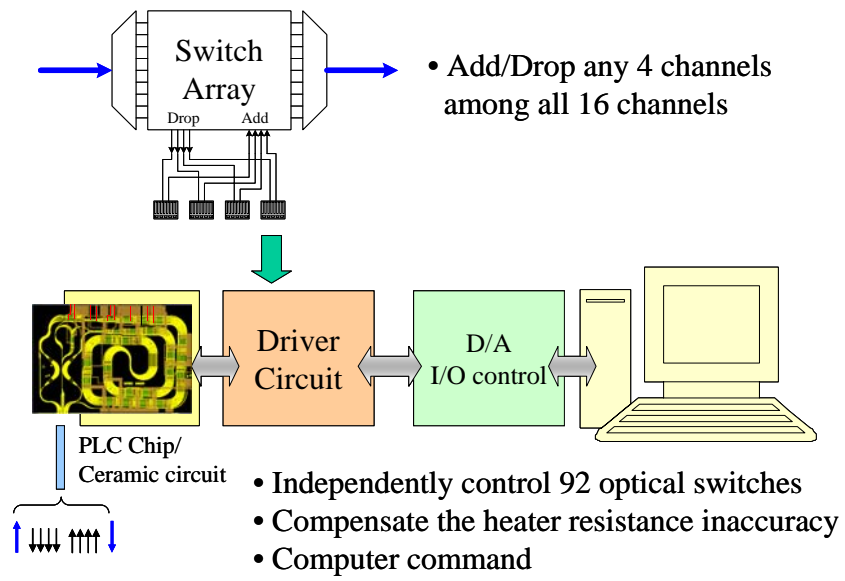 Switch
Array
Drop Add
• Add/Drop any 4 channels
among all 16 channels
Driver
Circuit
D/A
I/O control
PLC Chip/
Ceramic circuit
• Independently control 92 optical switches
• Compensate the heater resistance inaccuracy
• Computer command